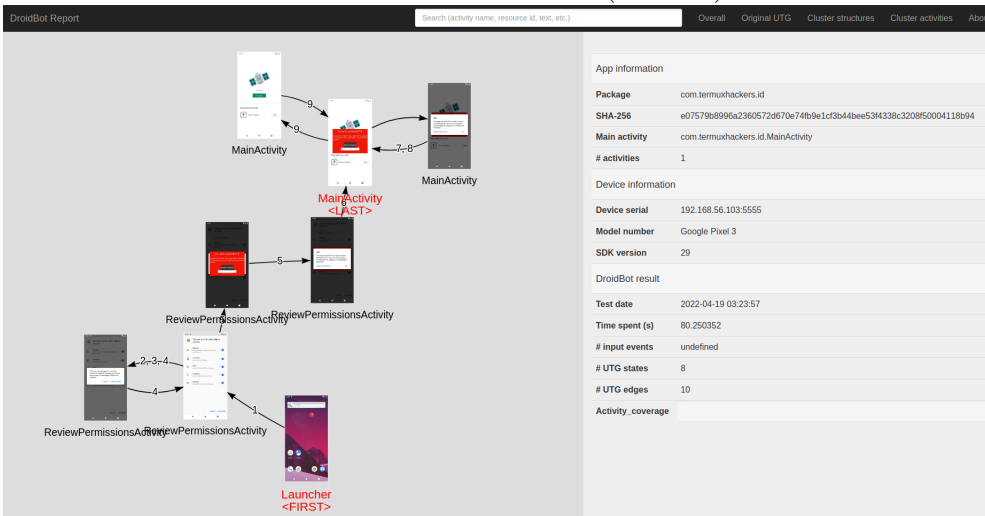 DroidBot Report
Search (activity name, resource id, text, etc.)
Overall
Original UTG
Cluster structures
Cluster activities
Abou
9
9
7, 8
MainActivity
MainActivity
MainActivity
<LAST>
6
5
ReviewPermissionsActivity
ReviewPermissionsActivity
2, 3, 4
4
1
ReviewPermissionsActivity
ReviewPermissionsActivity
Launcher
<FIRST>
App information
Package com.termuxhackers.id
SHA-256 e07579b8996a2360572d670e74fb9e1cf3b44bee53f4338c3208f50004118b94
Main activity com.termuxhackers.id.MainActivity
# activities 1
Device information
Device serial 192.168.56.103:5555
Model number Google Pixel 3
SDK version 29
DroidBot result
Test date 2022-04-19 03:23:57
Time spent (s) 80.250352
# input events undefined
# UTG states 8
# UTG edges 10
Activity_coverage